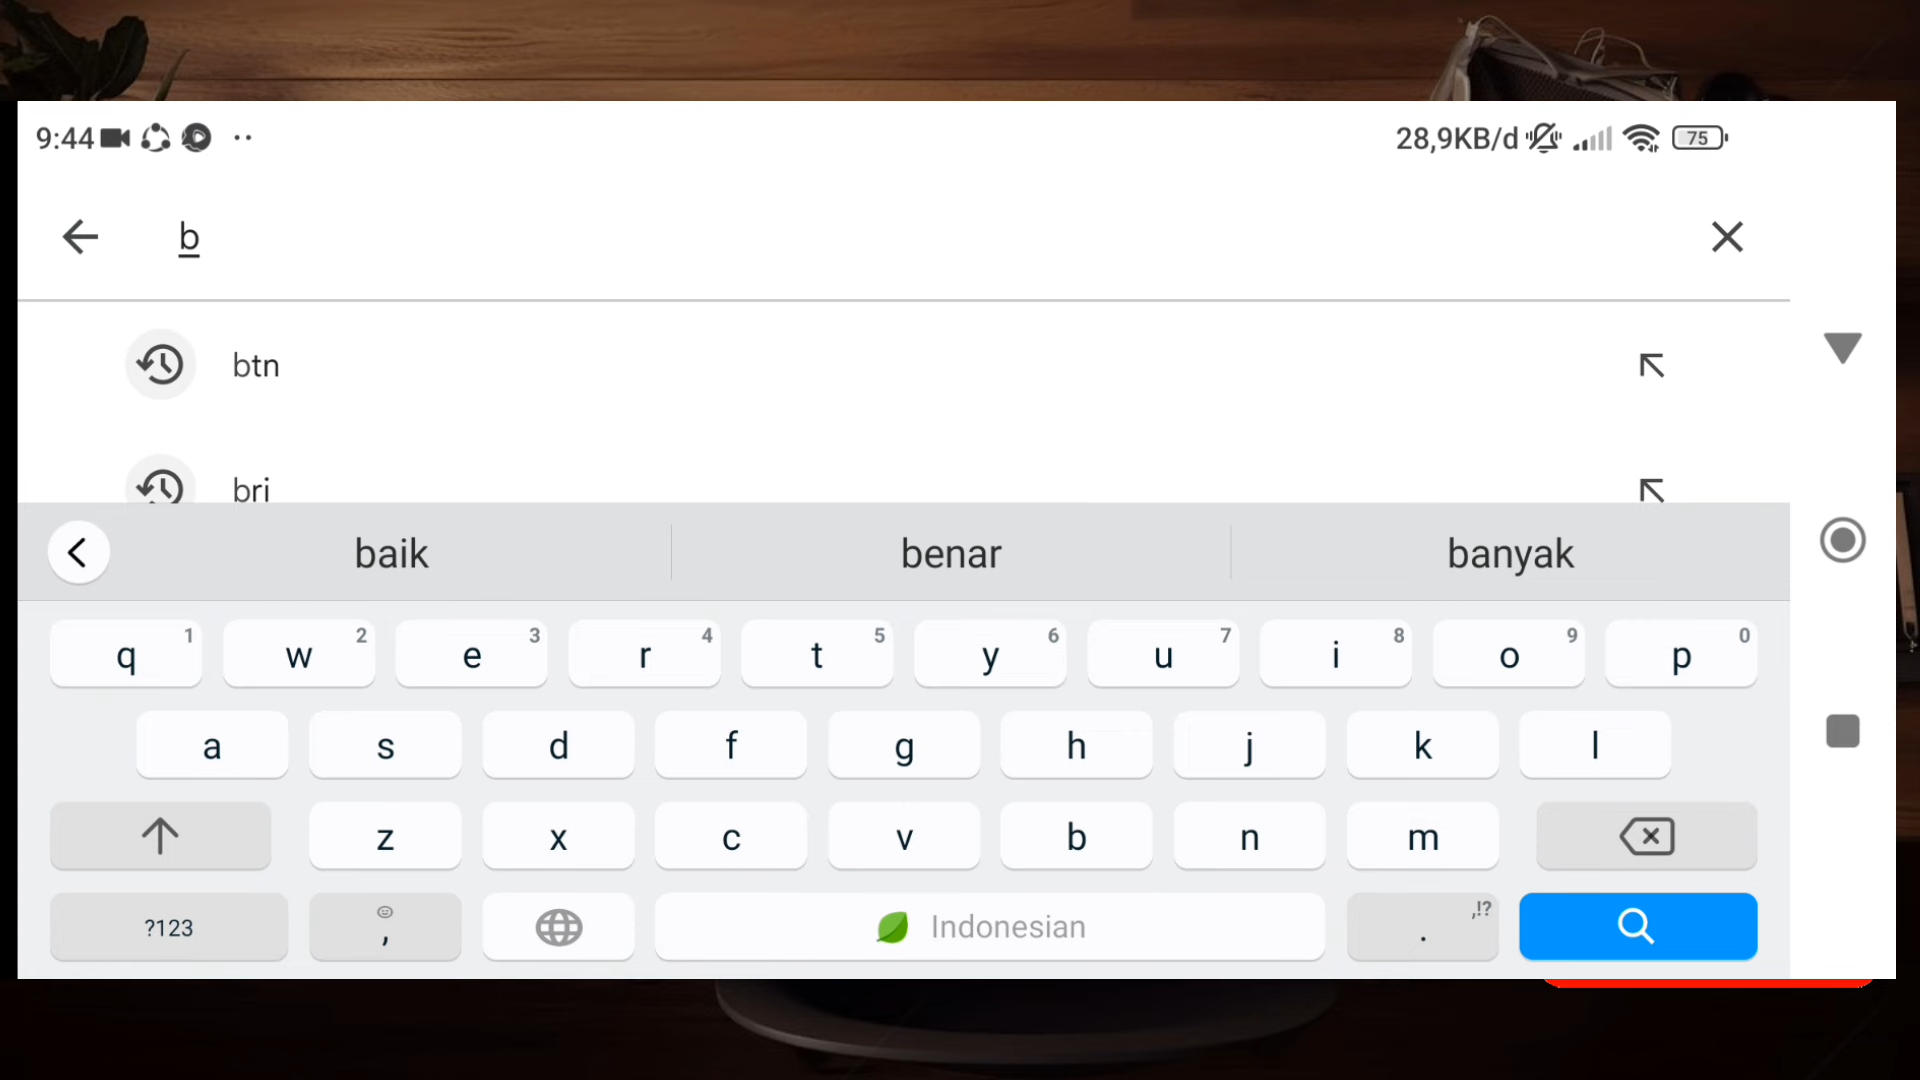 9:44 28,9KB/d 75
b
btn
bri
baik benar banyak
q 1 w 2 e 3 r 4 t 5 y 6 u 7 i 8 o 9 p 0
a s d f g h j k l
z x c v b n m
?123 , Indonesian . ,!?